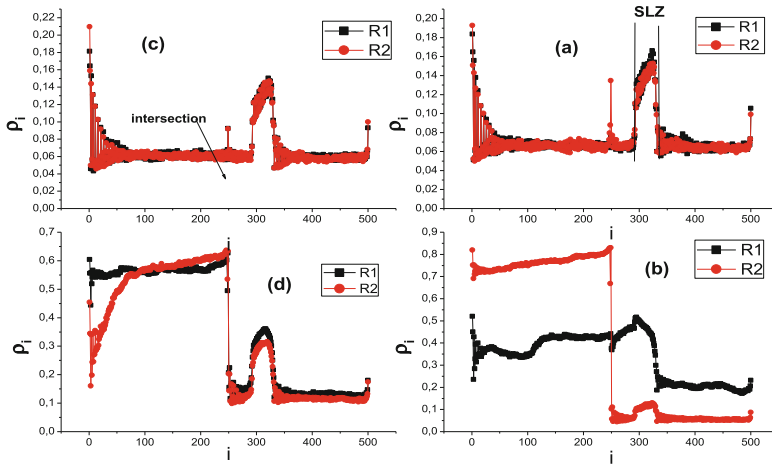 SLZ
0,22
0,20
0,18
0,16
0,14
0,12
0,10
0,08
0,06
0,04
0,02
0,00
ρi
(c)
R1
R2
intersection
0 100 200 300 400 500
i
0,20
0,18
0,16
0,14
0,12
0,10
0,08
0,06
0,04
0,02
0,00
ρi
(a)
R1
R2
0 100 200 300 400 500
i
0,7
0,6
0,5
0,4
0,3
0,2
0,1
0,0
ρi
(d)
R1
R2
0 100 200 300 400 500
i
0,9
0,8
0,7
0,6
0,5
0,4
0,3
0,2
0,1
0,0
ρi
(b)
R1
R2
0 100 200 300 400 500
i